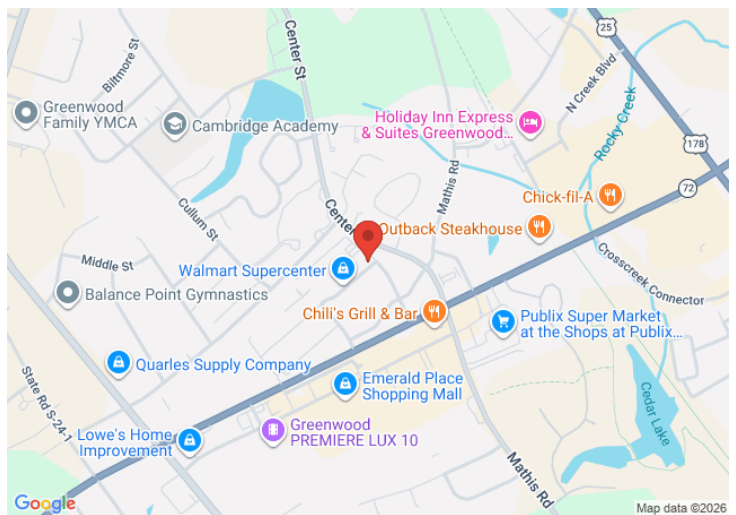 25
Center St
Biltmore St
N Creek Blvd
Greenwood
Family YMCA
Cambridge Academy
Holiday Inn Express
& Suites Greenwood...
Rocky Creek
178
Mathis Rd
72
Chick-fil-A
Cullum St
Center
Outback Steakhouse
Middle St
Walmart Supercenter
Crosscreek Connector
Balance Point Gymnastics
Chili's Grill & Bar
Publix Super Market
at the Shops at Publix...
Quarles Supply Company
State Rd S-24-1
Emerald Place
Shopping Mall
Cedar Lake
Greenwood
PREMIERE LUX 10
Lowe's Home
Improvement
Mathis Rd
Google
Map data ©2026